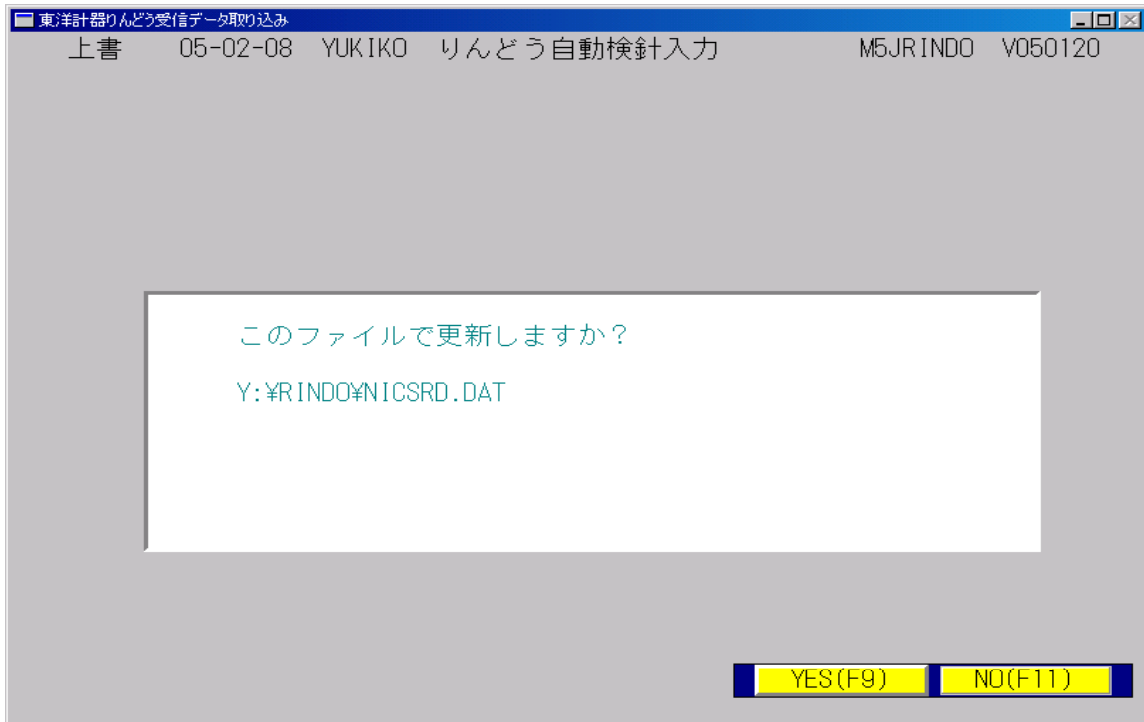 東洋計器りんどう受信データ取り込み
上書 05-02-08 YUKIKO りんどう自動検針入力 M5JRINDO V050120
このファイルで更新しますか？
Y:¥RINDO¥NICSRD.DAT
YES(F9) NO(F11)